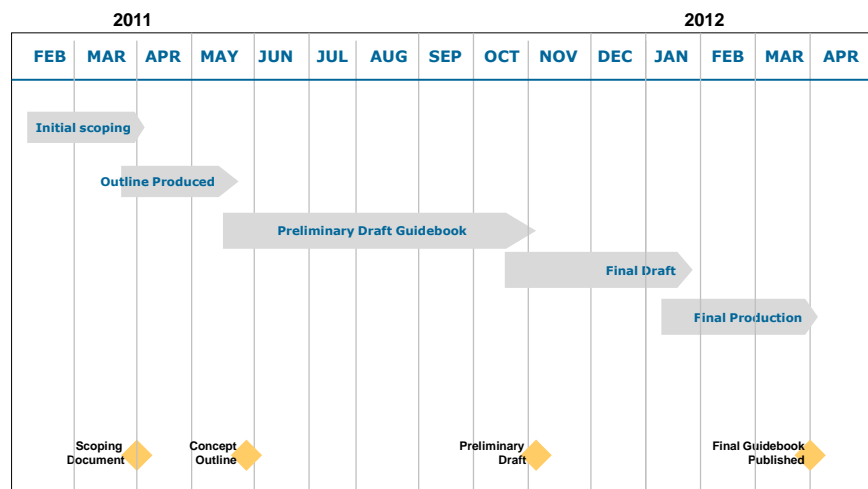 2011 2012
FEB MAR APR MAY JUN JUL AUG SEP OCT NOV DEC JAN FEB MAR APR
Initial scoping
Outline Produced
Preliminary Draft Guidebook
Final Draft
Final Production
Scoping
Document
Concept
Outline
Preliminary
Draft
Final Guidebook
Published